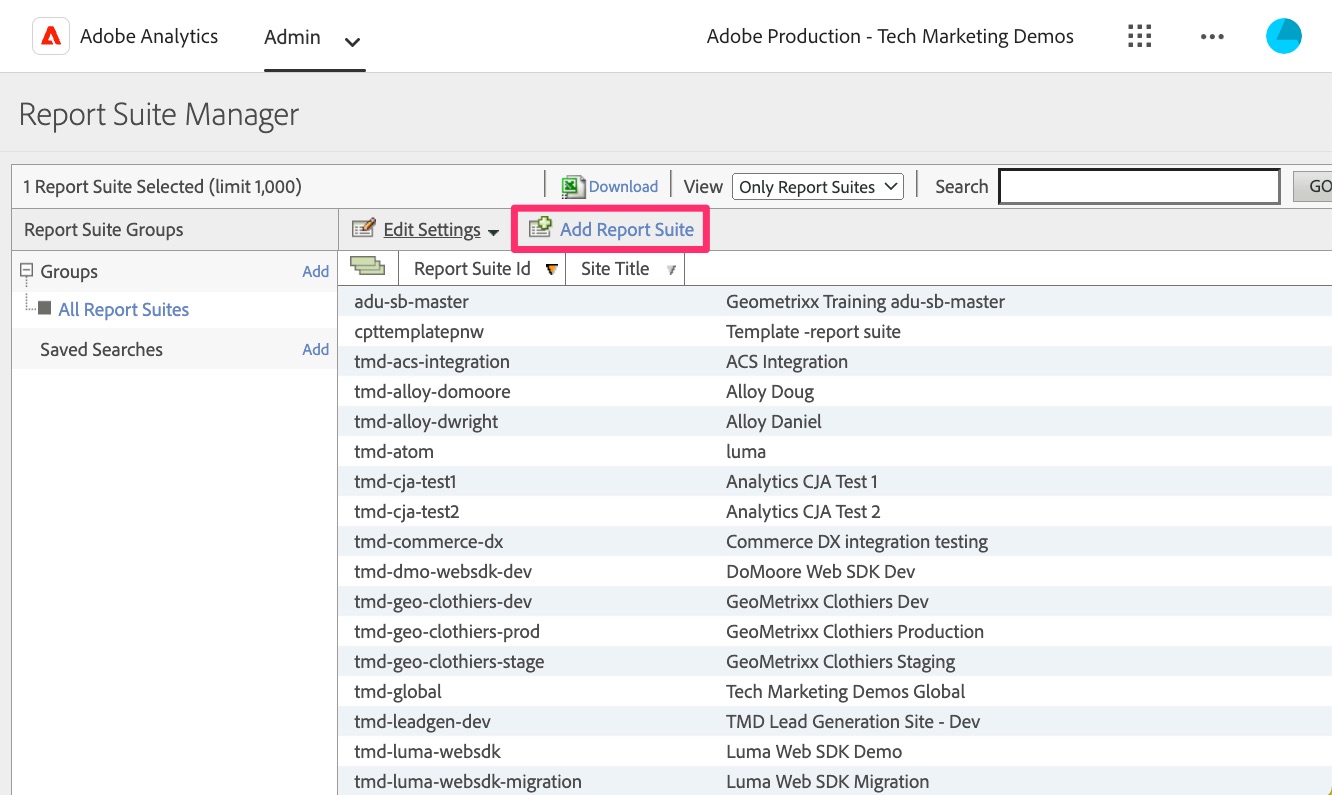 Adobe Analytics Admin Adobe Production - Tech Marketing Demos
Report Suite Manager
1 Report Suite Selected (limit 1,000) Download View Only Report Suites Search GO
Report Suite Groups Edit Settings Add Report Suite
Groups Add Report Suite Id Site Title
All Report Suites adu-sb-master Geometrixx Training adu-sb-master
cpttemplatepnw Template -report suite
Saved Searches Add tmd-acs-integration ACS Integration
tmd-alloy-domoore Alloy Doug
tmd-alloy-dwright Alloy Daniel
tmd-atom luma
tmd-cja-test1 Analytics CJA Test 1
tmd-cja-test2 Analytics CJA Test 2
tmd-commerce-dx Commerce DX integration testing
tmd-dmo-websdk-dev DoMoore Web SDK Dev
tmd-geo-clothiers-dev GeoMetrixx Clothiers Dev
tmd-geo-clothiers-prod GeoMetrixx Clothiers Production
tmd-geo-clothiers-stage GeoMetrixx Clothiers Staging
tmd-global Tech Marketing Demos Global
tmd-leadgen-dev TMD Lead Generation Site - Dev
tmd-luma-websdk Luma Web SDK Demo
tmd-luma-websdk-migration Luma Web SDK Migration